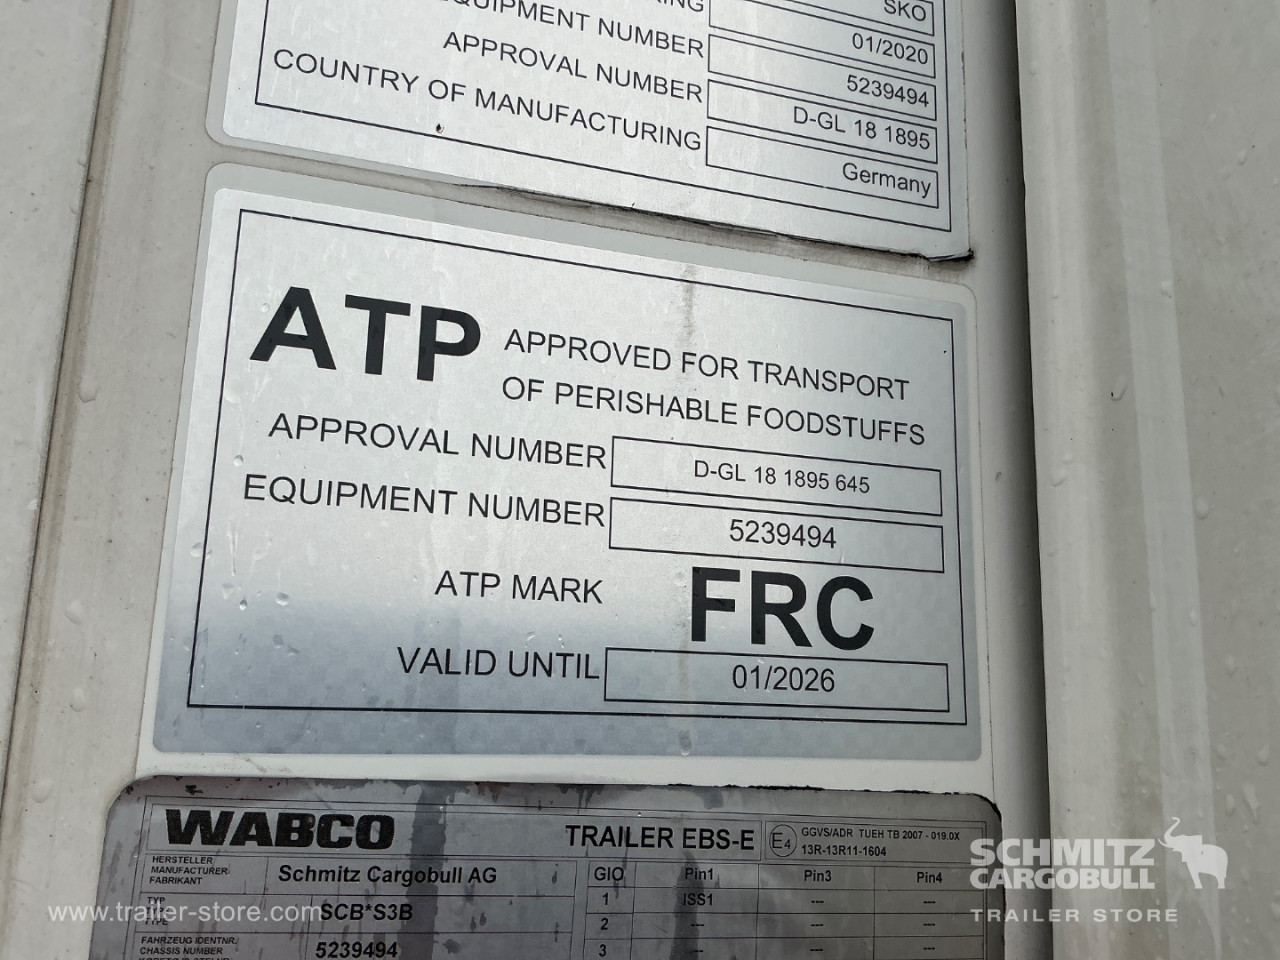 SKO
01/2020
EQUIPMENT NUMBER 5239494
APPROVAL NUMBER D-GL 18 1895
COUNTRY OF MANUFACTURING Germany
ATP APPROVED FOR TRANSPORT
OF PERISHABLE FOODSTUFFS
APPROVAL NUMBER D-GL 18 1895 645
EQUIPMENT NUMBER 5239494
ATP MARK FRC
VALID UNTIL 01/2026
WABCO TRAILER EBS-E E4 GGVS/ADR TUEH TB 2007 - 019.0X
13R-13R11-1604
HERSTELLER
MANUFACTURER
FABRIKANT
Schmitz Cargobull AG
GIO Pin1 Pin3 Pin4
TYP
TYPE
SCB*S3B
1 ISS1 --- ---
2 --- --- ---
FAHRZEUG IDENTNR.
CHASSIS NUMBER
5239494
3 -- --- ---
www.trailer-store.com
SCHMITZ
CARGOBULL
TRAILER STORE